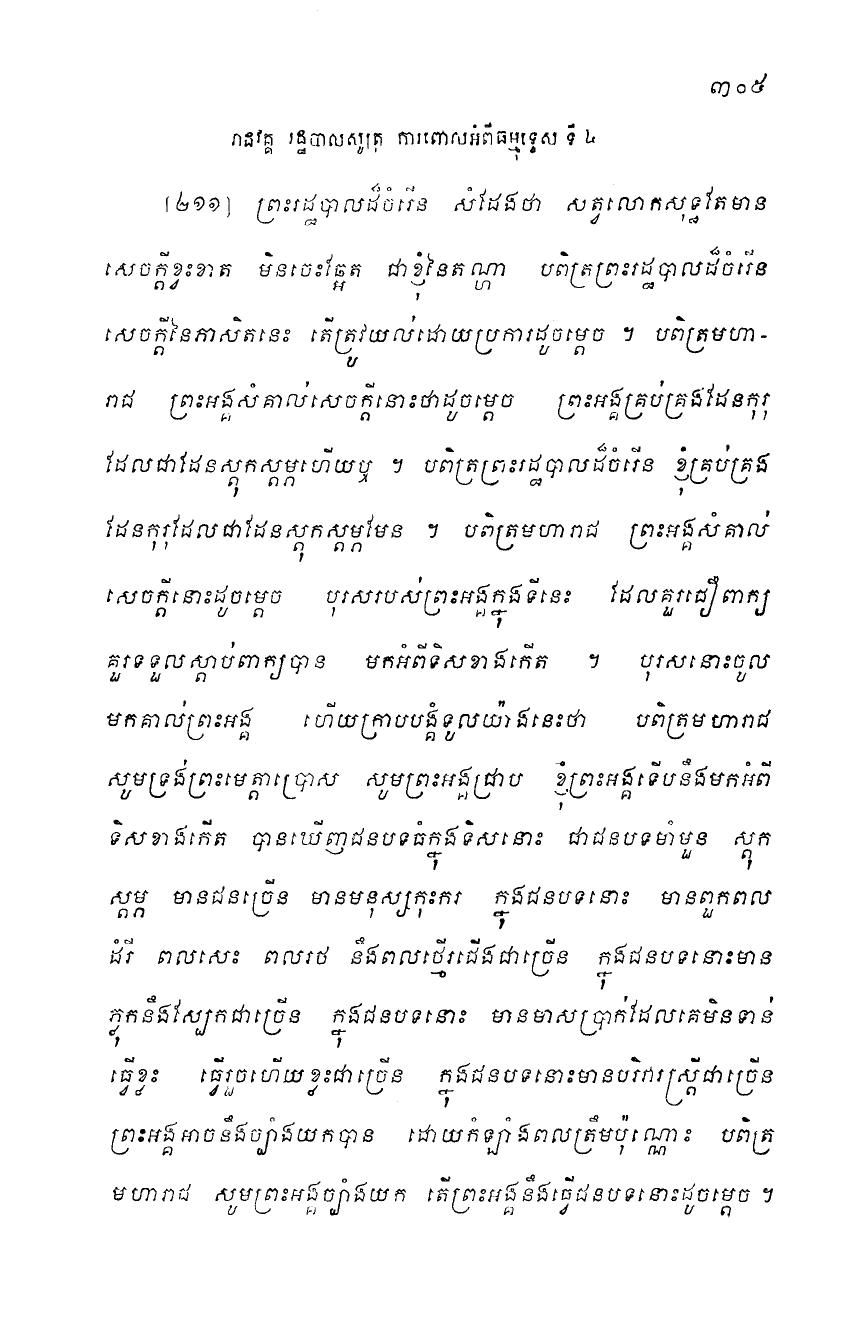 ៣០៥
រាជវគ្គ រដ្ឋបាលសូត្រ ការពោលអំពីធម្មុទ្ទេស ទី ៤
[២១១] ព្រះរដ្ឋបាលដ៏ចំរើន សំដែងថា សត្វលោកសុទ្ធតែមាន
សេចក្តីខ្វះខាត មិនចេះឆ្អែត ជាខ្ញុំនៃតណ្ហា បពិត្រព្រះរដ្ឋបាលដ៏ចំរើន
សេចក្តីនៃភាសិតនេះ តើត្រូវយល់ដោយប្រការដូចម្តេច ។ បពិត្រមហា-
រាជ ព្រះអង្គសំគាល់សេចក្តីនោះថាដូចម្តេច ព្រះអង្គគ្រប់គ្រងដែនកុរុ
ដែលជាដែនស្តុកស្តម្ភហើយឬ ។ បពិត្រព្រះរដ្ឋបាលដ៏ចំរើន ខ្ញុំគ្រប់គ្រង
ដែនកុរុដែលជាដែនស្តុកស្តម្ភមែន ។ បពិត្រមហារាជ ព្រះអង្គសំគាល់
សេចក្តីនោះដូចម្តេច បុរសរបស់ព្រះអង្គក្នុងទីនេះ ដែលគួរជឿពាក្យ
គួរទទួលស្តាប់ពាក្យបាន មកអំពីទិសខាងកើត ។ បុរសនោះចូល
មកគាល់ព្រះអង្គ ហើយក្រាបបង្គំទូលយ៉ាងនេះថា បពិត្រមហារាជ
សូមទ្រង់ព្រះមេត្តាប្រោស សូមព្រះអង្គជ្រាប ខ្ញុំព្រះអង្គទើបនឹងមកអំពី
ទិសខាងកើត បានឃើញជនបទធំក្នុងទិសនោះ ជាជនបទមាំមួន ស្តុក
ស្តម្ភ មានជនច្រើន មានមនុស្សកុះករ ក្នុងជនបទនោះ មានពួកពល
ដំរី ពលសេះ ពលរថ នឹងពលថ្មើរជើងជាច្រើន ក្នុងជនបទនោះមាន
ភ្លុកនឹងស្បែកជាច្រើន ក្នុងជនបទនោះ មានមាសប្រាក់ដែលគេមិនទាន់
ធ្វើខ្លះ ធ្វើរួចហើយខ្លះជាច្រើន ក្នុងជនបទនោះមានបរិវារស្ត្រីជាច្រើន
ព្រះអង្គអាចនឹងច្បាំងយកបាន ដោយកំឡាំងពលត្រឹមប៉ុណ្ណោះ បពិត្រ
មហារាជ សូមព្រះអង្គច្បាំងយក តើព្រះអង្គនឹងធ្វើជនបទនោះដូចម្តេច ។